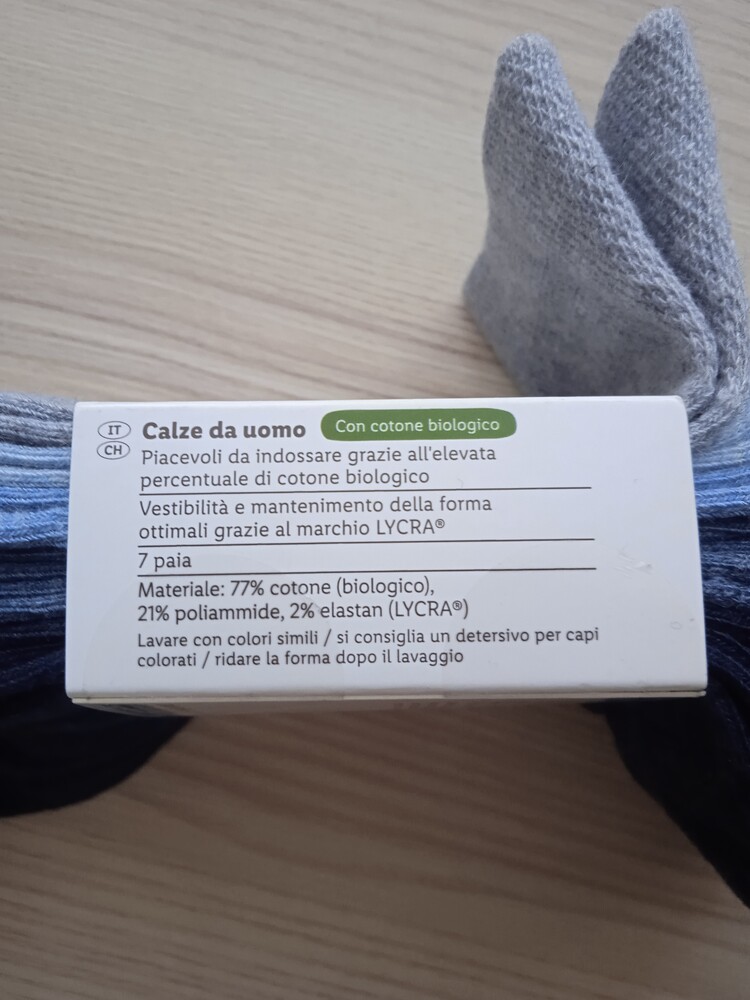 IT
CH
Calze da uomo Con cotone biologico
Piacevoli da indossare grazie all'elevata
percentuale di cotone biologico
Vestibilità e mantenimento della forma
ottimali grazie al marchio LYCRA®
7 paia
Materiale: 77% cotone (biologico),
21% poliammide, 2% elastan (LYCRA®)
Lavare con colori simili / si consiglia un detersivo per capi
colorati / ridare la forma dopo il lavaggio